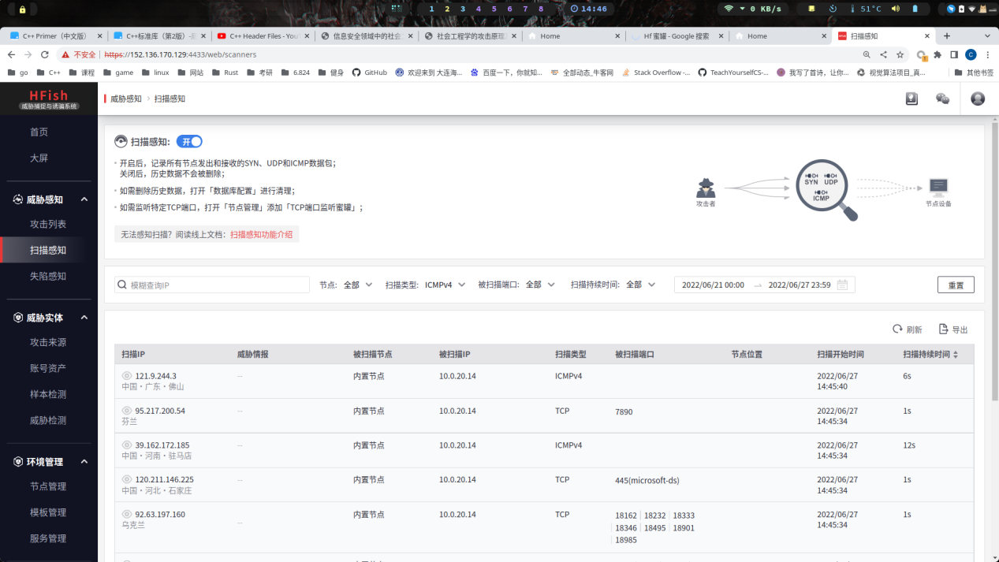 1 2 3 4 5 6 7 8 14:46 0 KB/s 51°C
C++ Primer（中文版） C++标准库（第2版）- C++ Header Files - You 信息安全领域中的社会 社会工程学的攻击原理 Home Hf 蜜罐 - Google 搜索 Home 扫描感知
不安全 https://152.136.170.129:4433/web/scanners C
go C++ 课程 game linux 网站 Rust 考研 6.824 健身 GitHub 欢迎来到 大连海... 百度一下，你就知... 全部动态_牛客网 Stack Overflow -... TeachYourselfCS-... 我写了首诗，让你... 视觉算法项目_真... 其他书签
HFish
威胁捕捉与诱骗系统
威胁感知 > 扫描感知
首页
大屏
威胁感知
攻击列表
扫描感知
失陷感知
威胁实体
攻击来源
账号资产
样本检测
威胁检测
环境管理
节点管理
模板管理
服务管理
扫描感知: 开
开启后，记录所有节点发出和接收的SYN、UDP和ICMP数据包；
关闭后，历史数据不会被删除；
如需删除历史数据，打开「数据库配置」进行清理；
如需监听特定TCP端口，打开「节点管理」添加「TCP端口监听蜜罐」；
无法感知扫描？阅读线上文档：扫描感知功能介绍
SYN UDP
ICMP
攻击者 节点设备
模糊查询IP 节点: 全部 扫描类型: ICMPv4 被扫描端口: 全部 扫描持续时间: 全部 2022/06/21 00:00 → 2022/06/27 23:59 重置
刷新 导出
扫描IP 威胁情报 被扫描节点 被扫描IP 扫描类型 被扫描端口 节点位置 扫描开始时间 扫描持续时间
121.9.244.3 -- 内置节点 10.0.20.14 ICMPv4 2022/06/27 6s
中国・广东・佛山 14:45:40
95.217.200.54 -- 内置节点 10.0.20.14 TCP 7890 2022/06/27 1s
芬兰 14:45:34
39.162.172.185 -- 内置节点 10.0.20.14 ICMPv4 2022/06/27 12s
中国・河南・驻马店 14:45:34
120.211.146.225 -- 内置节点 10.0.20.14 TCP 445(microsoft-ds) 2022/06/27 1s
中国・河北・石家庄 14:45:34
92.63.197.160 -- 内置节点 10.0.20.14 TCP 18162 18232 18333 2022/06/27 1s
乌克兰 18346 18495 18901 14:45:34
18985